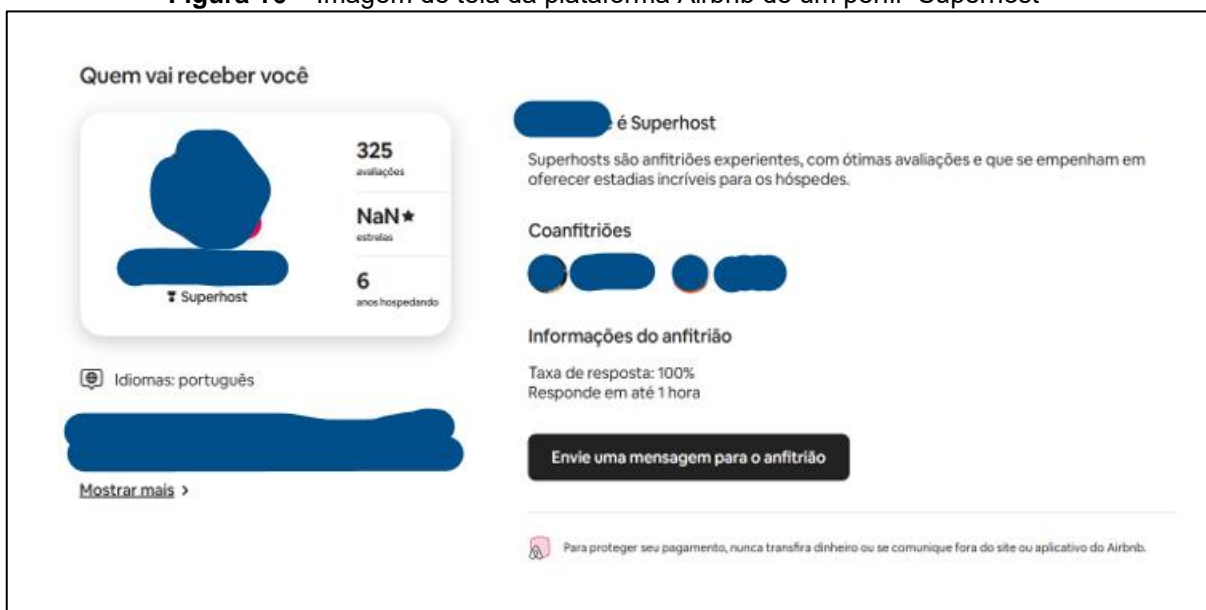 Quem vai receber você
325
avaliações
NaN★
estrelas
6
anos hospedando
Superhost
Idiomas: português
Mostrar mais >
é Superhost
Superhosts são anfitriões experientes, com ótimas avaliações e que se empenham em
oferecer estadias incríveis para os hóspedes.
Coanfitriões
Informações do anfitrião
Taxa de resposta: 100%
Responde em até 1 hora
Envie uma mensagem para o anfitrião
Para proteger seu pagamento, nunca transfira dinheiro ou se comunique fora do site ou aplicativo do Airbnb.